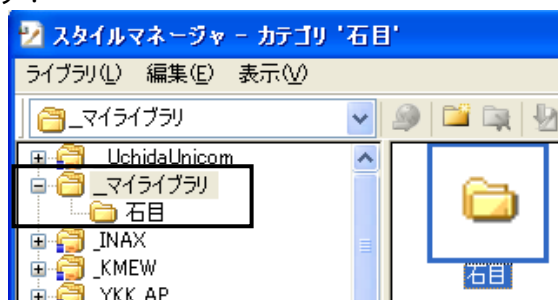 スタイルマネージャ - カテゴリ '石目'
ライブラリ(L) 編集(E) 表示(V)
_マイライブラリ
_UchidaUnicom
_マイライブラリ
石目
_INAX
_KMEW
_YKK AP
石目